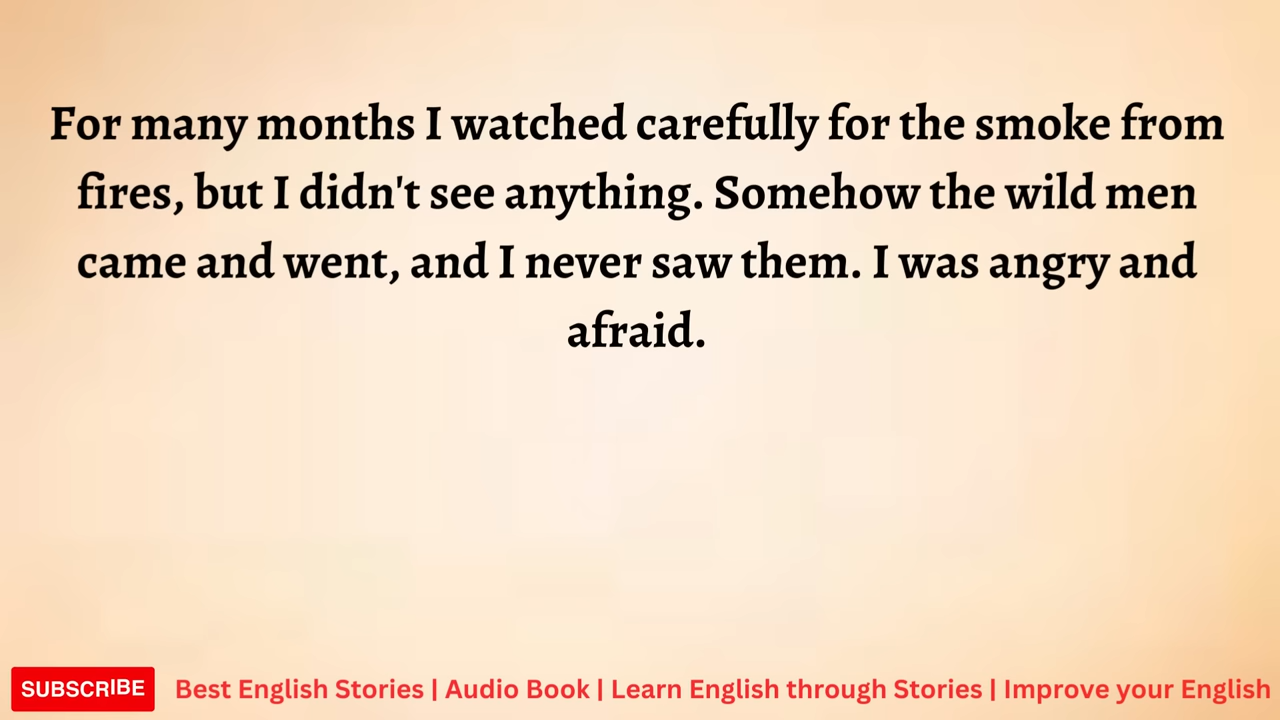 For many months I watched carefully for the smoke from
fires, but I didn't see anything. Somehow the wild men
came and went, and I never saw them. I was angry and
afraid.
SUBSCRIBE
Best English Stories | Audio Book | Learn English through Stories | Improve your English